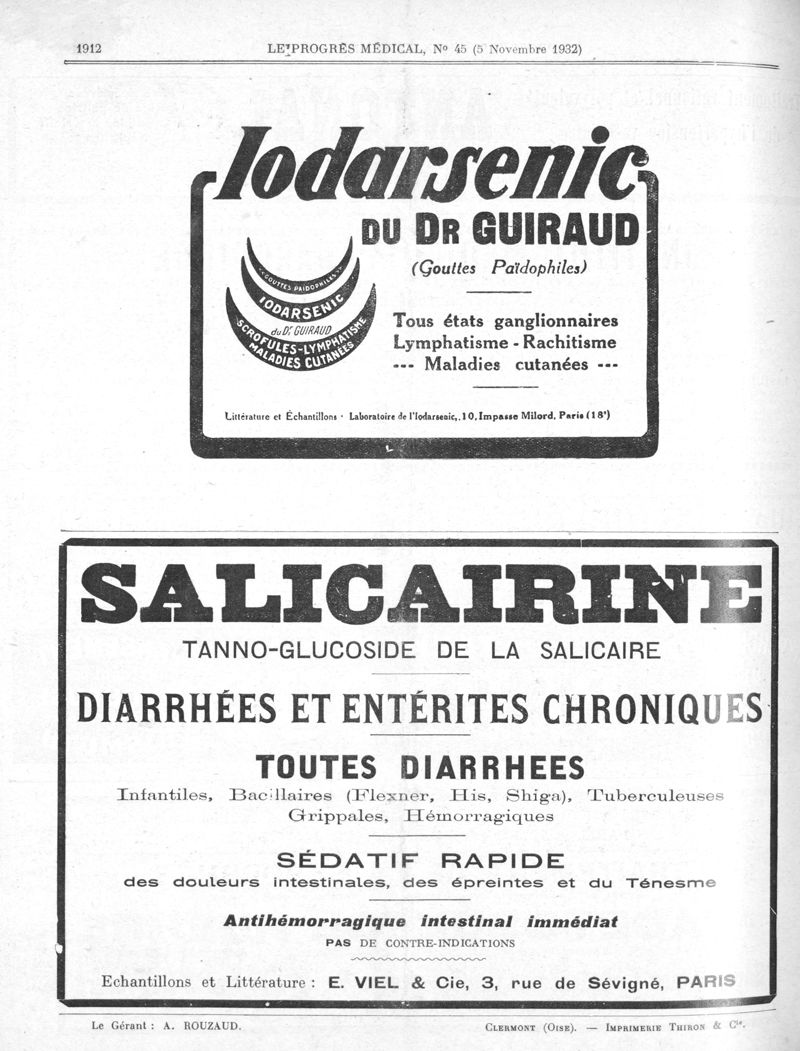 1912
LE PROGRÈS MÉDICAL, No 45 (5 Novembre 1932)
Iodarsenic
DU DR GUIRAUD
(Gouttes Païdophiles)
«GOUTTES PAÏDOPHILES»
IODARSENIC
du Dr GUIRAUD
SCROFULES-LYMPHATISME
MALADIES CUTANÉES
Tous états ganglionnaires
Lymphatisme - Rachitisme
--- Maladies cutanées ---
Littérature et Échantillons · Laboratoire de l'Iodarsenic,.10, Impasse Milord, Paris (18e)
SALICAIRINE
TANNO-GLUCOSIDE DE LA SALICAIRE
DIARRHÉES ET ENTÉRITES CHRONIQUES
TOUTES DIARRHEES
Infantiles, Bacillaires (Flexner, His, Shiga), Tuberculeuses
Grippales, Hémorragiques
SÉDATIF RAPIDE
des douleurs intestinales, des épreintes et du Ténesme
Antihémorragique intestinal immédiat
PAS DE CONTRE-INDICATIONS
Echantillons et Littérature : E. VIEL & Cie, 3, rue de Sévigné, PARIS
Le Gérant : A. ROUZAUD.
CLERMONT (OISE). — IMPRIMERIE THIRON & Cie.